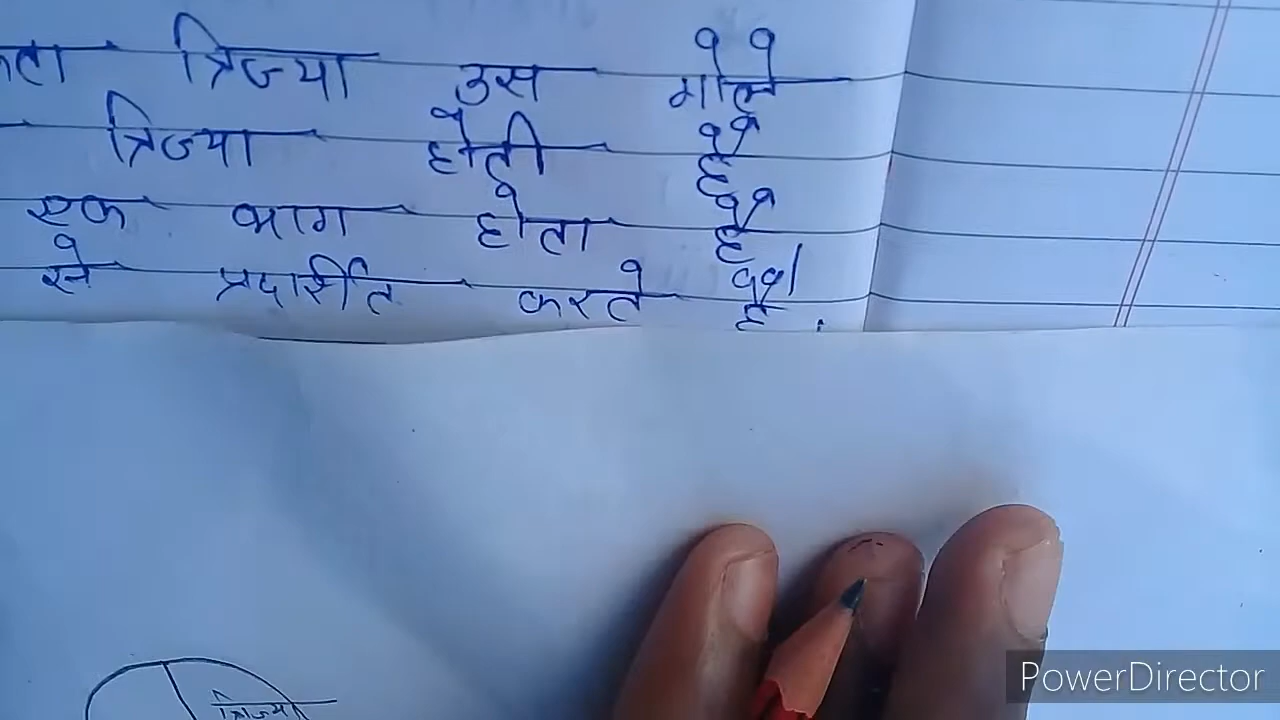 त्रिज्या उस गोले
त्रिज्या होती है
एक भाग होता है
से प्रदर्शित करते है।
त्रिज्या
PowerDirector